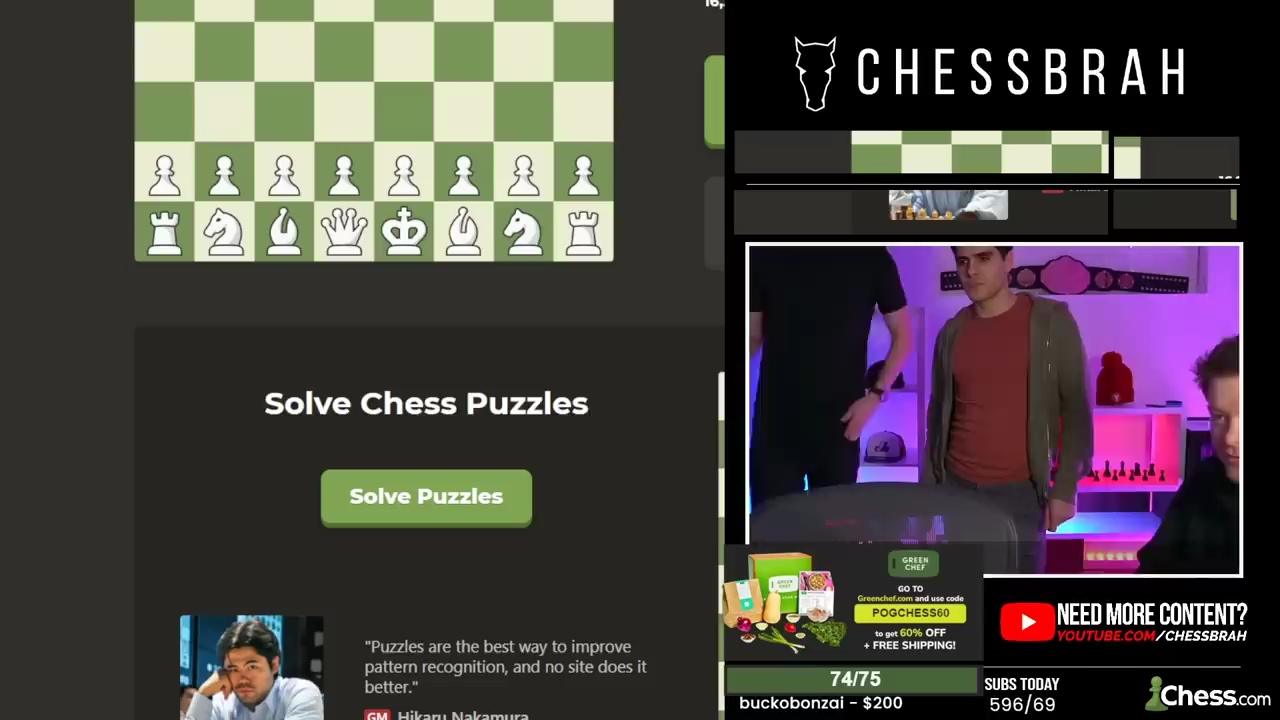 CHESSBRAH
Solve Chess Puzzles
Solve Puzzles
"Puzzles are the best way to improve
pattern recognition, and no site does it
better."
GM Hikaru Nakamura
GREEN
CHEF
GO TO
Greenchef.com and use code
POGCHESS60
to get 60% OFF
+ FREE SHIPPING!
74/75
buckobonzai - $200
NEED MORE CONTENT?
YOUTUBE.COM/CHESSBRAH
SUBS TODAY
596/69
Chess.com